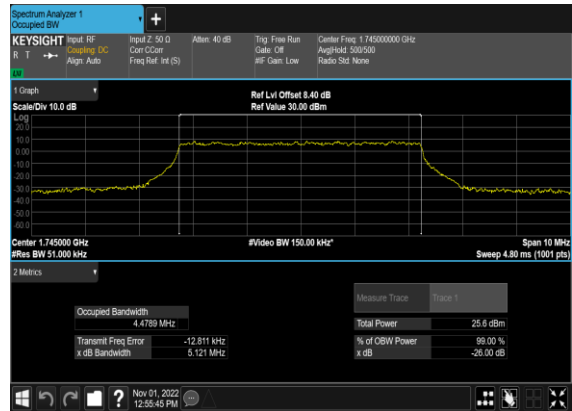 Spectrum Analyzer 1
Occupied BW
+
KEYSIGHT Input: RF Input Z: 50 Ω Atten: 40 dB Trig: Free Run Center Freq: 1.745000000 GHz
R T Coupling: DC Corr CCorr Gate: Off Avg|Hold: 500/500
Align: Auto Freq Ref: Int (S) #IF Gain: Low Radio Std: None
1 Graph
Ref Lvl Offset 8.40 dB
Scale/Div 10.0 dB Ref Value 30.00 dBm
Log
20.0
10.0
0.00
-10.0
-20.0
-30.0
-40.0
-50.0
-60.0
Center 1.745000 GHz #Video BW 150.00 kHz* Span 10 MHz
#Res BW 51.000 kHz Sweep 4.80 ms (1001 pts)
2 Metrics
Measure Trace Trace 1
Occupied Bandwidth
4.4789 MHz Total Power 25.6 dBm
Transmit Freq Error -12.811 kHz % of OBW Power 99.00 %
x dB Bandwidth 5.121 MHz x dB -26.00 dB
? Nov 01, 2022
12:55:45 PM